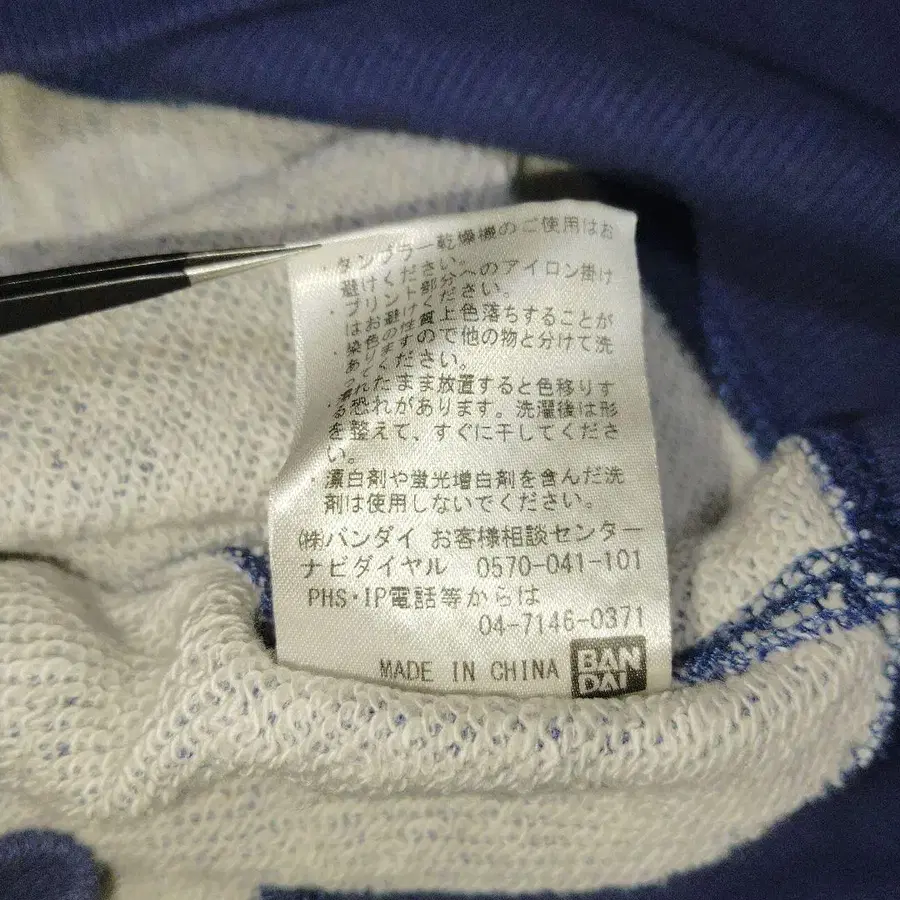 ・タンブラー乾燥機のご使用はお
避けください。
・プリント部分へのアイロン掛け
はお避けください。
・染色の性質上色落ちすることが
ありますので他の物と分けて洗
ってください。
・濡れたまま放置すると色移りす
る恐れがあります。洗濯後は形
を整えて、すぐに干してくださ
い。
・漂白剤や蛍光増白剤を含んだ洗
剤は使用しないでください。
㈱バンダイ お客様相談センター
ナビダイヤル 0570-041-101
PHS・IP電話等からは
04-7146-0371
MADE IN CHINA BAN
DAI